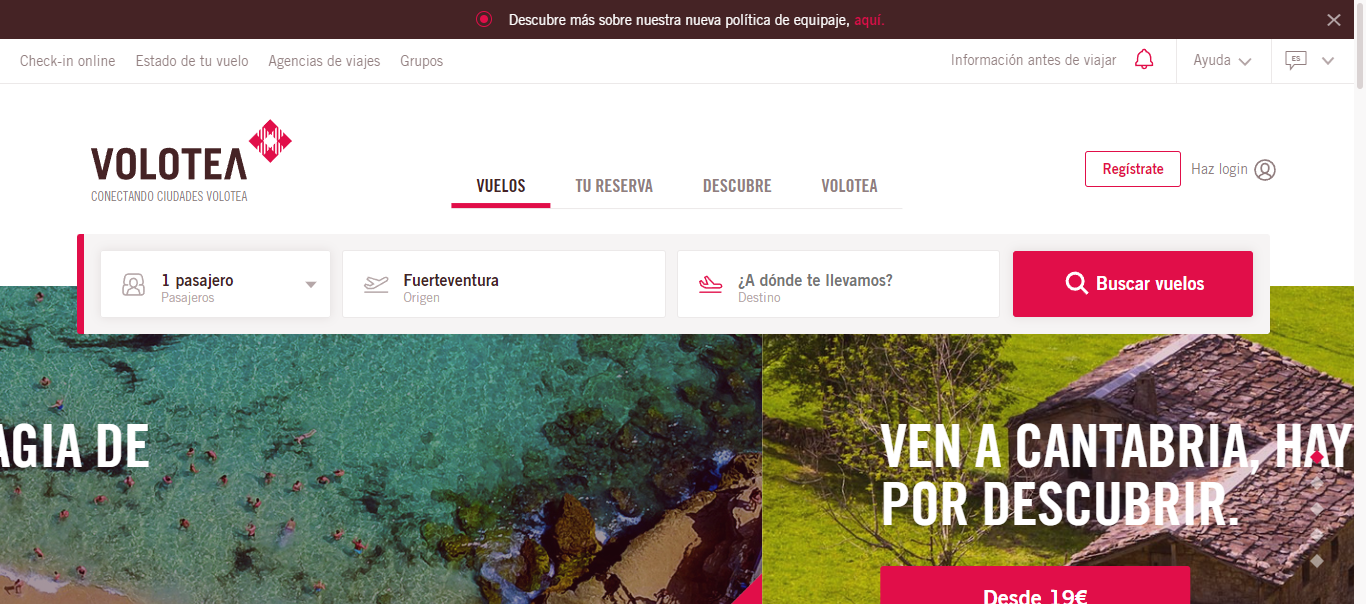 Descubre más sobre nuestra nueva política de equipaje, aquí.
Check-in online Estado de tu vuelo Agencias de viajes Grupos Información antes de viajar Ayuda ES
VOLOTEA
CONECTANDO CIUDADES VOLOTEA
VUELOS TU RESERVA DESCUBRE VOLOTEA
Regístrate Haz login
1 pasajero
Pasajeros
Fuerteventura
Origen
¿A dónde te llevamos?
Destino
Buscar vuelos
AGIA DE
VEN A CANTABRIA, HAY
POR DESCUBRIR.
Desde 19€